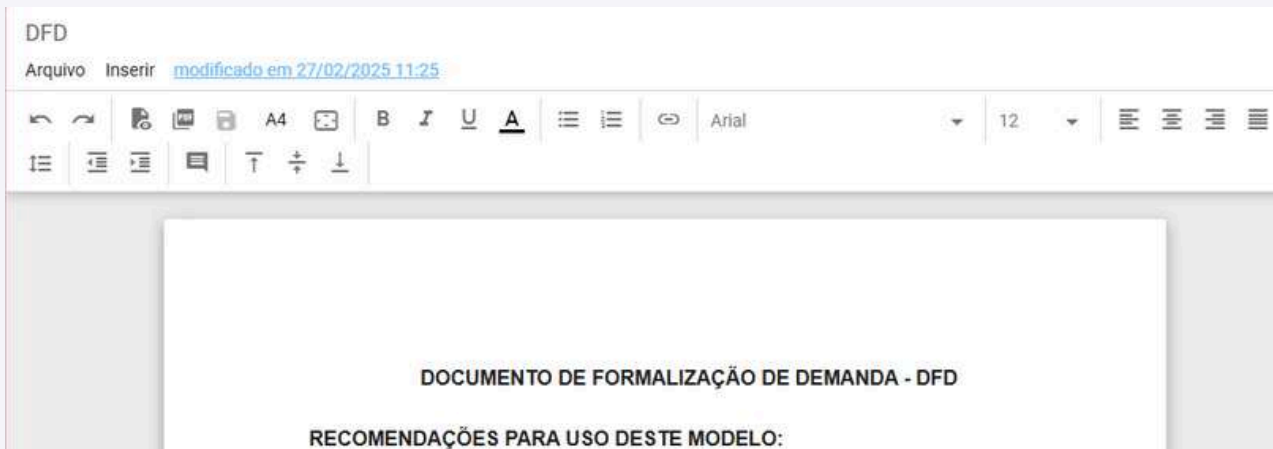 DFD
Arquivo Inserir modificado em 27/02/2025 11:25
PDF A4 B I U A Arial 12
DOCUMENTO DE FORMALIZAÇÃO DE DEMANDA - DFD
RECOMENDAÇÕES PARA USO DESTE MODELO: